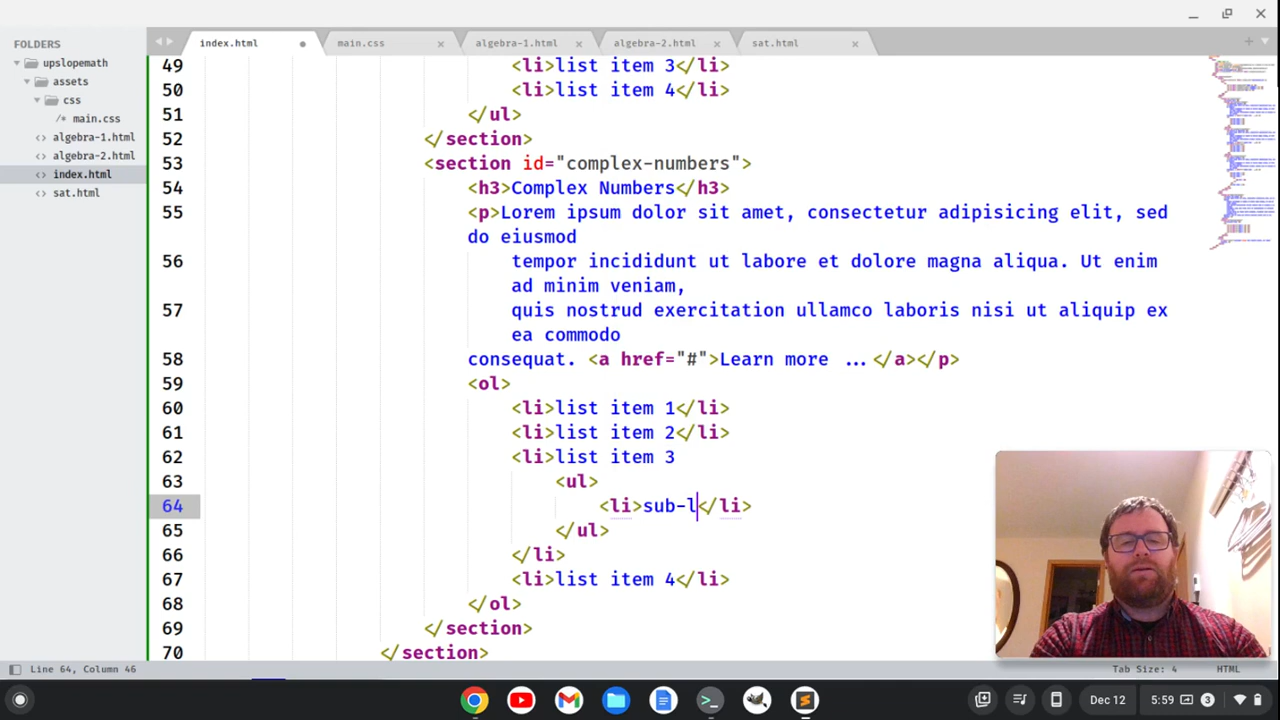 FOLDERS
upslopemath
assets
css
/* main.css
<> algebra-1.html
<> algebra-2.html
<> index.html
<> sat.html
index.html
main.css
algebra-1.html
algebra-2.html
sat.html
49 <li>list item 3</li>
50 <li>list item 4</li>
51 </ul>
52 </section>
53 <section id="complex-numbers">
54 <h3>Complex Numbers</h3>
55 <p>Lorem ipsum dolor sit amet, consectetur adipisicing elit, sed
do eiusmod
56 tempor incididunt ut labore et dolore magna aliqua. Ut enim
ad minim veniam,
57 quis nostrud exercitation ullamco laboris nisi ut aliquip ex
ea commodo
58 consequat. <a href="#">Learn more ...</a></p>
59 <ol>
60 <li>list item 1</li>
61 <li>list item 2</li>
62 <li>list item 3
63 <ul>
64 <li>sub-l</li>
65 </ul>
66 </li>
67 <li>list item 4</li>
68 </ol>
69 </section>
70 </section>
Line 64, Column 46
Tab Size: 4
HTML
Dec 12
5:59
3